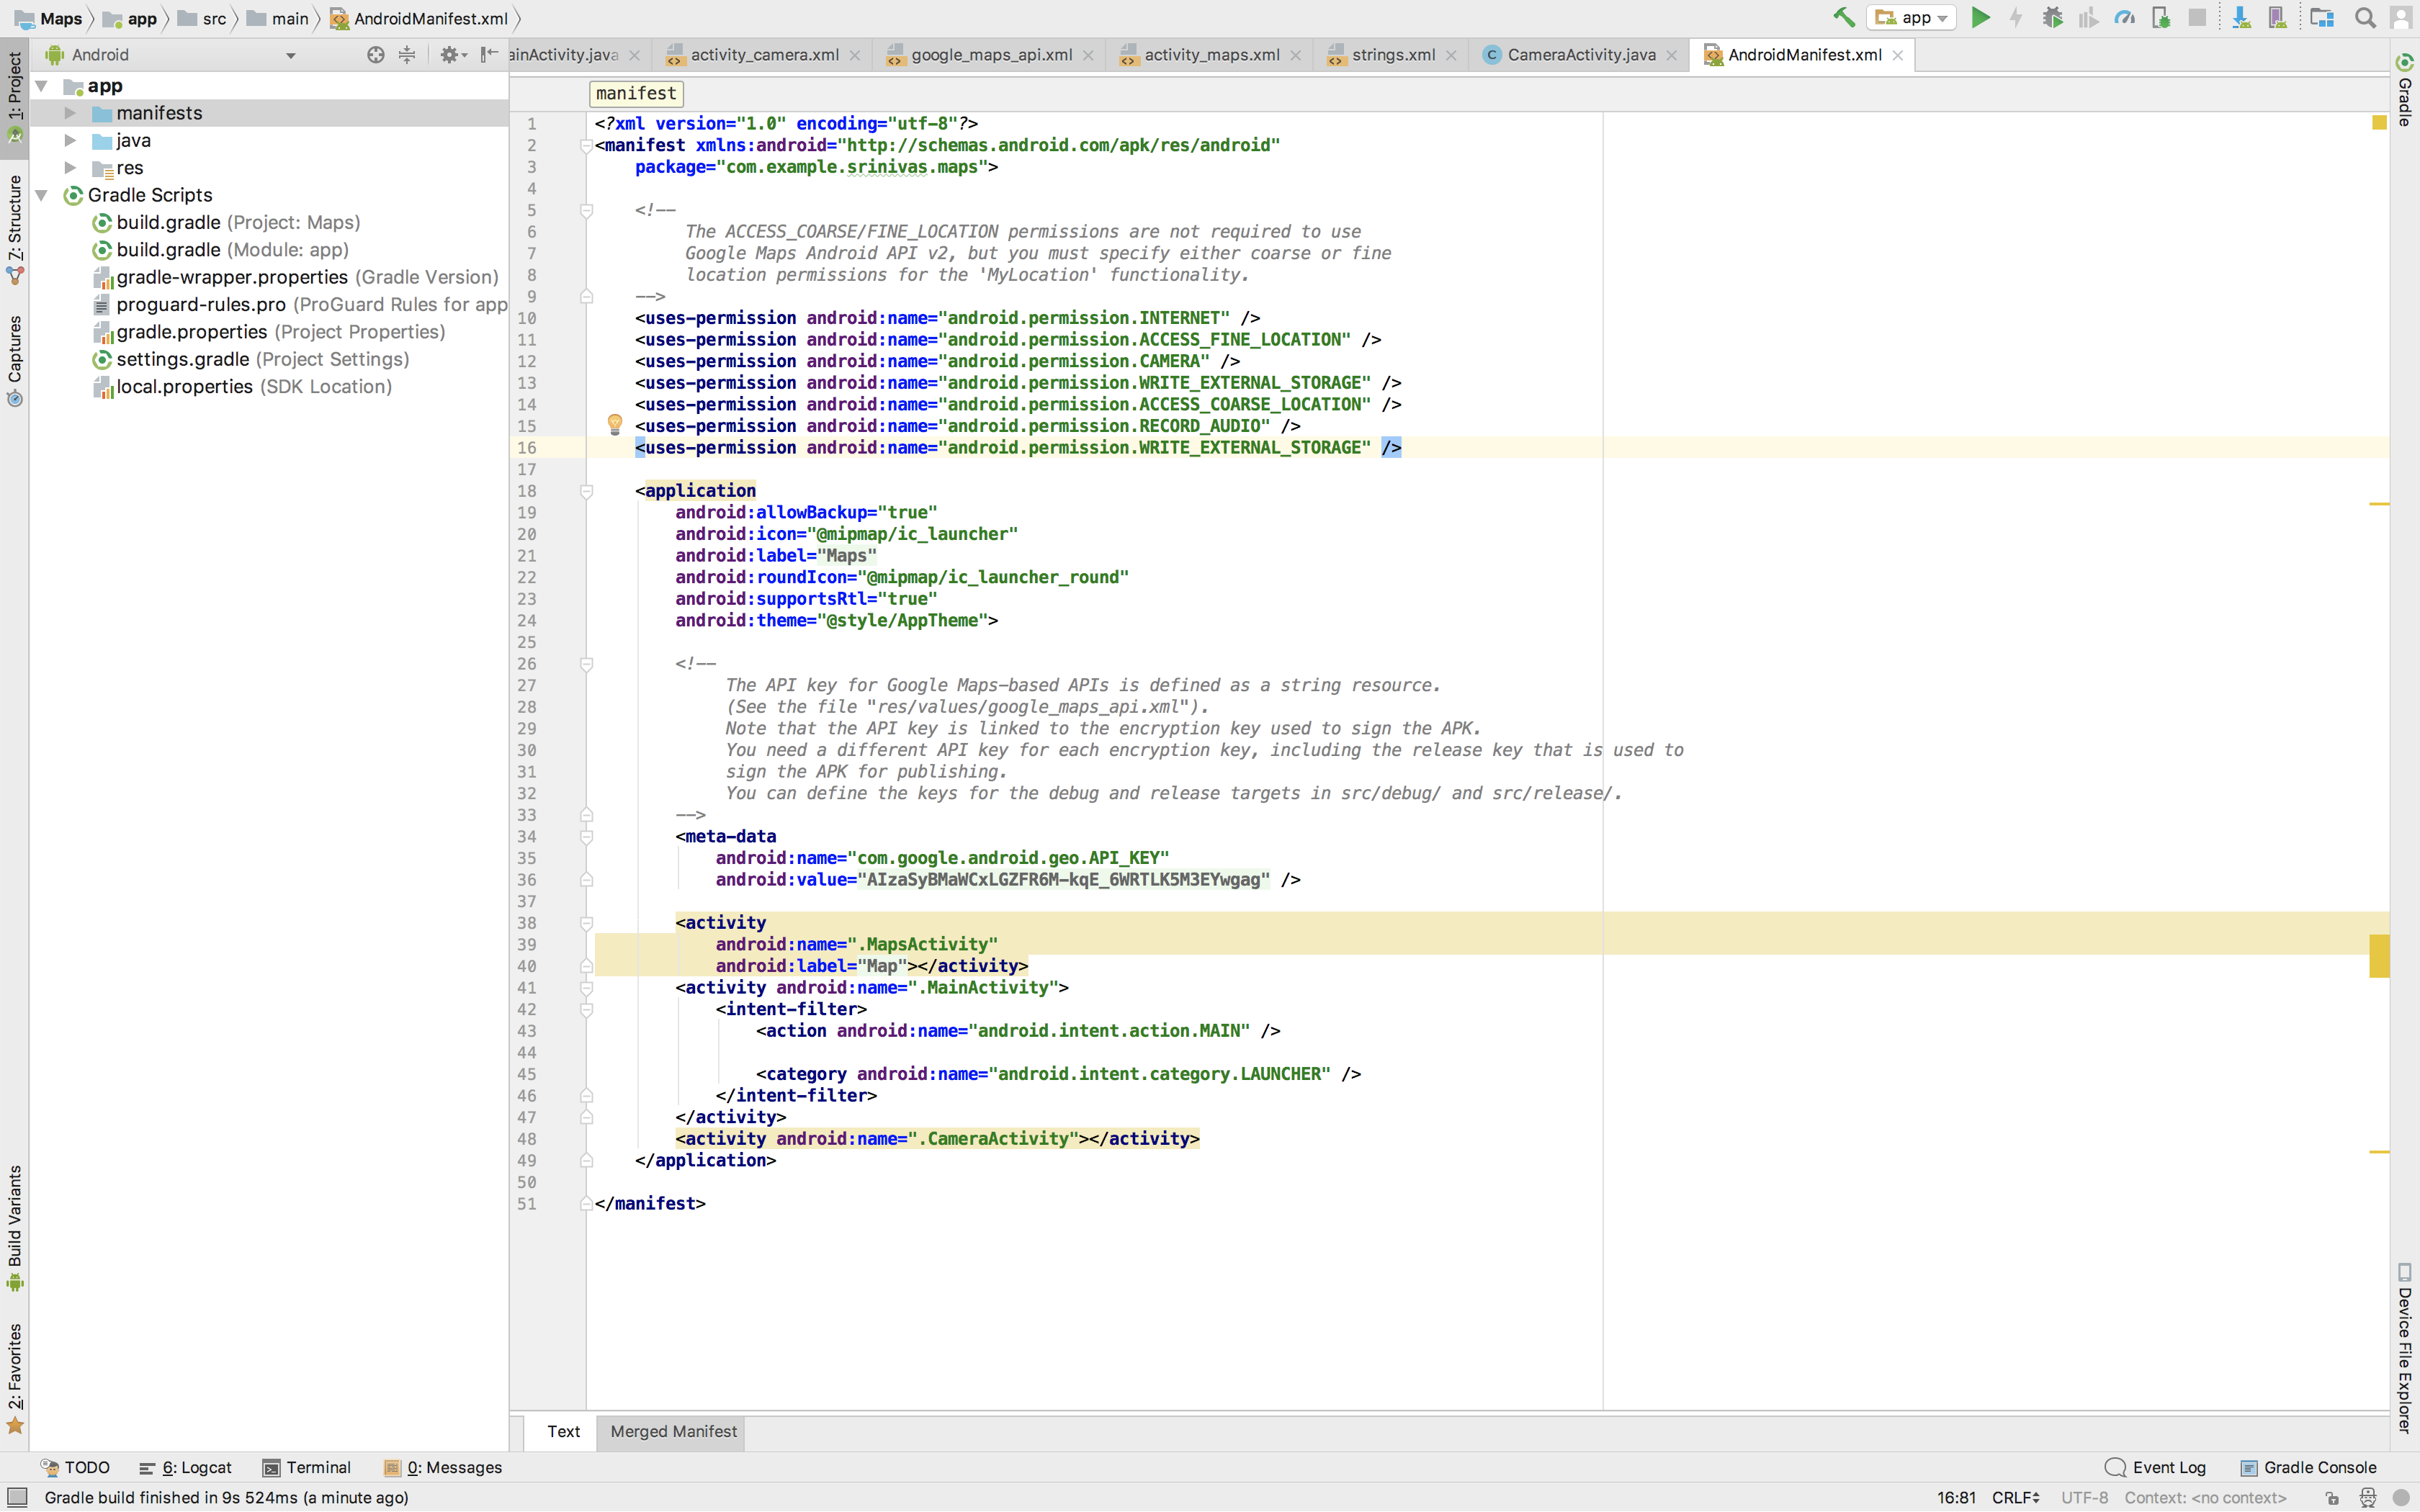 Maps app src main AndroidManifest.xml
app
Android
ainActivity.java activity_camera.xml google_maps_api.xml activity_maps.xml strings.xml CameraActivity.java AndroidManifest.xml
1: Project
7: Structure
Captures
Build Variants
2: Favorites
app
manifests
java
res
Gradle Scripts
build.gradle (Project: Maps)
build.gradle (Module: app)
gradle-wrapper.properties (Gradle Version)
proguard-rules.pro (ProGuard Rules for app
gradle.properties (Project Properties)
settings.gradle (Project Settings)
local.properties (SDK Location)
manifest
1 <?xml version="1.0" encoding="utf-8"?>
2 <manifest xmlns:android="http://schemas.android.com/apk/res/android"
3 package="com.example.srinivas.maps">
4
5 <!--
6 The ACCESS_COARSE/FINE_LOCATION permissions are not required to use
7 Google Maps Android API v2, but you must specify either coarse or fine
8 location permissions for the 'MyLocation' functionality.
9 -->
10 <uses-permission android:name="android.permission.INTERNET" />
11 <uses-permission android:name="android.permission.ACCESS_FINE_LOCATION" />
12 <uses-permission android:name="android.permission.CAMERA" />
13 <uses-permission android:name="android.permission.WRITE_EXTERNAL_STORAGE" />
14 <uses-permission android:name="android.permission.ACCESS_COARSE_LOCATION" />
15 <uses-permission android:name="android.permission.RECORD_AUDIO" />
16 <uses-permission android:name="android.permission.WRITE_EXTERNAL_STORAGE" />
17
18 <application
19 android:allowBackup="true"
20 android:icon="@mipmap/ic_launcher"
21 android:label="Maps"
22 android:roundIcon="@mipmap/ic_launcher_round"
23 android:supportsRtl="true"
24 android:theme="@style/AppTheme">
25
26 <!--
27 The API key for Google Maps-based APIs is defined as a string resource.
28 (See the file "res/values/google_maps_api.xml").
29 Note that the API key is linked to the encryption key used to sign the APK.
30 You need a different API key for each encryption key, including the release key that is used to
31 sign the APK for publishing.
32 You can define the keys for the debug and release targets in src/debug/ and src/release/.
33 -->
34 <meta-data
35 android:name="com.google.android.geo.API_KEY"
36 android:value="AIzaSyBMaWCxLGZFR6M-kqE_6WRTLK5M3EYwgag" />
37
38 <activity
39 android:name=".MapsActivity"
40 android:label="Map"></activity>
41 <activity android:name=".MainActivity">
42 <intent-filter>
43 <action android:name="android.intent.action.MAIN" />
44
45 <category android:name="android.intent.category.LAUNCHER" />
46 </intent-filter>
47 </activity>
48 <activity android:name=".CameraActivity"></activity>
49 </application>
50
51 </manifest>
Gradle
Device File Explorer
Text Merged Manifest
TODO 6: Logcat Terminal 0: Messages Event Log Gradle Console
Gradle build finished in 9s 524ms (a minute ago) 16:81 CRLF UTF-8 Context: <no context>